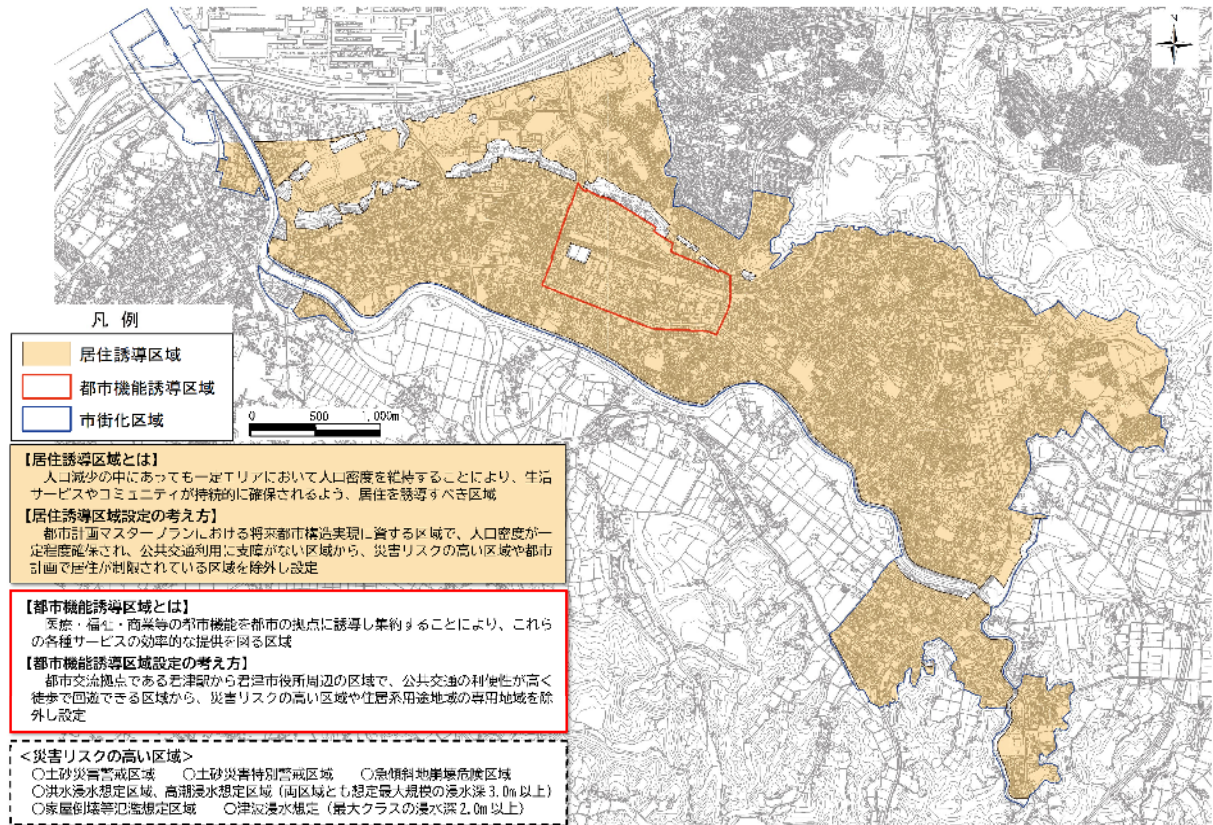 N
凡 例
居住誘導区域
都市機能誘導区域
市街化区域
0 500 1,000m
【居住誘導区域とは】
人口減少の中にあっても一定エリアにおいて人口密度を維持することにより、生活
サービスやコミュニティが持続的に確保されるよう、居住を誘導すべき区域
【居住誘導区域設定の考え方】
都市計画マスタープランにおける将来都市構造実現に資する区域で、人口密度が一
定程度確保され、公共交通利用に支障がない区域から、災害リスクの高い区域や都市
計画で居住が制限されている区域を除外し設定
【都市機能誘導区域とは】
医療・福祉・商業等の都市機能を都市の拠点に誘導し集約することにより、これら
の各種サービスの効率的な提供を図る区域
【都市機能誘導区域設定の考え方】
都市交流拠点である君津駅から君津市役所周辺の区域で、公共交通の利便性が高く
徒歩で回遊できる区域から、災害リスクの高い区域や住居系用途地域の専用地域を除
外し設定
<災害リスクの高い区域>
○土砂災害警戒区域 ○土砂災害特別警戒区域 ○急傾斜地崩壊危険区域
○洪水浸水想定区域、高潮浸水想定区域（両区域とも想定最大規模の浸水深3.0m以上）
○家屋倒壊等氾濫想定区域 ○津波浸水想定（最大クラスの浸水深2.0m以上）